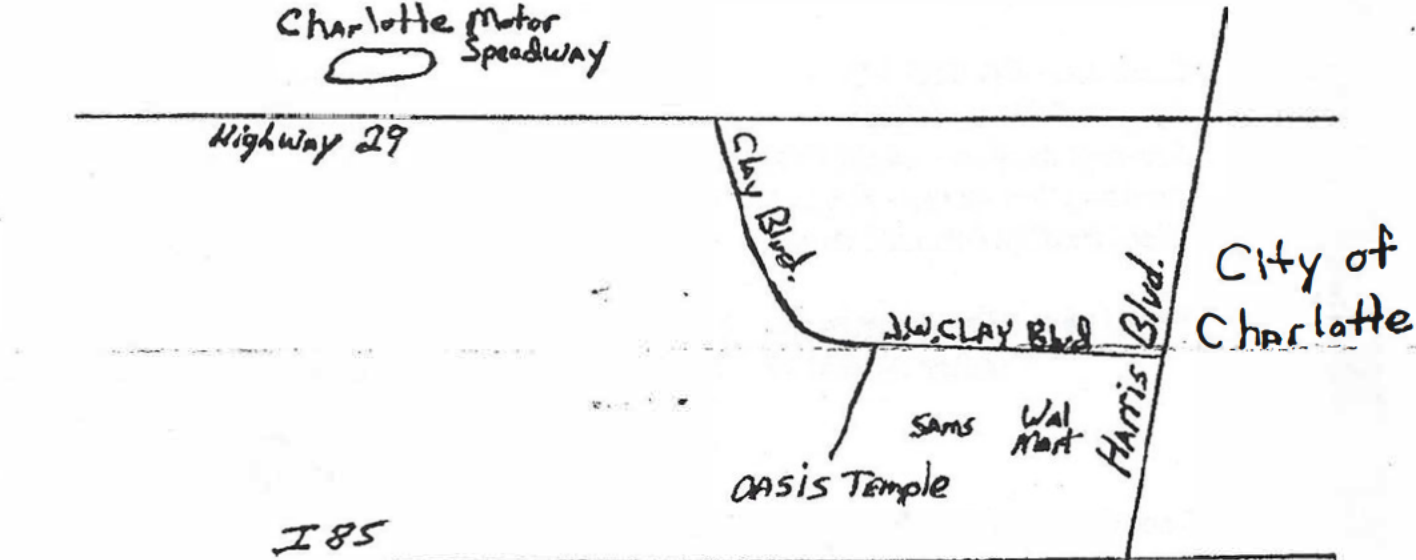 Charlotte Motor
Speedway
Highway 29
Clay Blvd.
J.W.CLAY Blvd
Harris Blvd.
City of
Charlotte
Sams
Wal
Mart
OASIS Temple
I 85